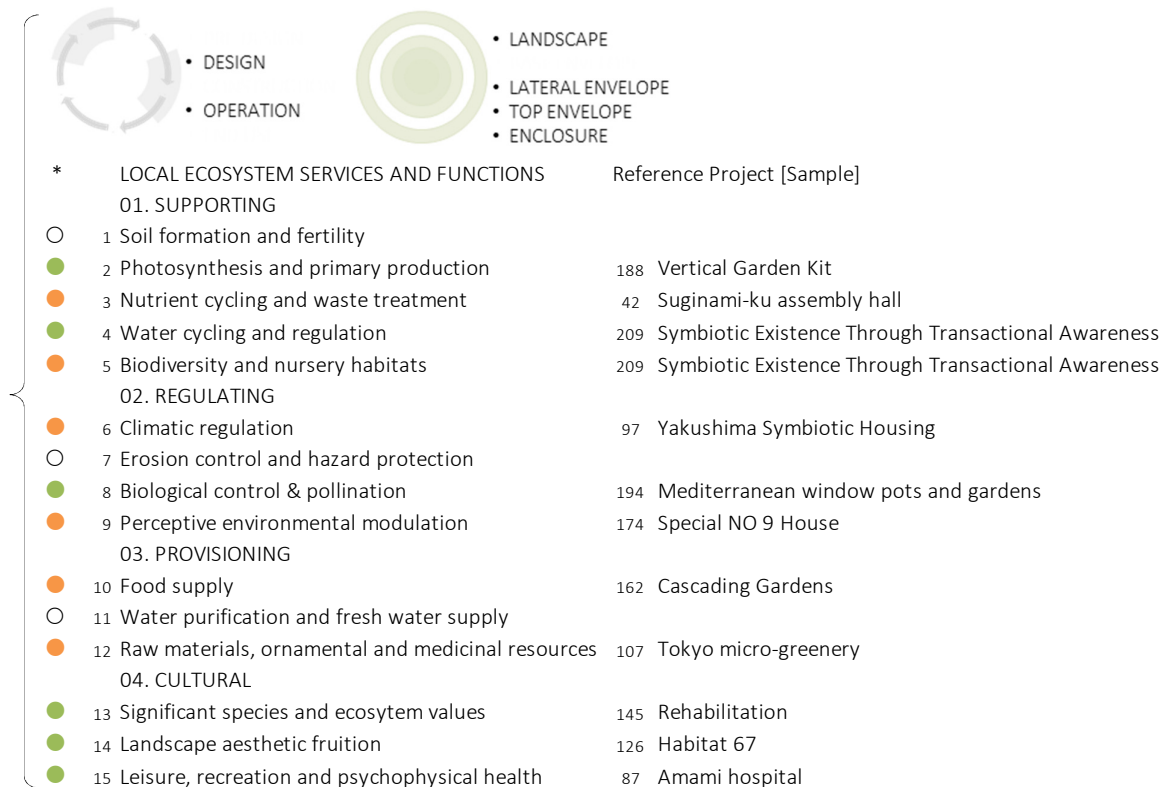 • DESIGN
• OPERATION
• LANDSCAPE
• LATERAL ENVELOPE
• TOP ENVELOPE
• ENCLOSURE
* LOCAL ECOSYSTEM SERVICES AND FUNCTIONS Reference Project [Sample]
01. SUPPORTING
1 Soil formation and fertility
2 Photosynthesis and primary production 188 Vertical Garden Kit
3 Nutrient cycling and waste treatment 42 Suginami-ku assembly hall
4 Water cycling and regulation 209 Symbiotic Existence Through Transactional Awareness
5 Biodiversity and nursery habitats 209 Symbiotic Existence Through Transactional Awareness
02. REGULATING
6 Climatic regulation 97 Yakushima Symbiotic Housing
7 Erosion control and hazard protection
8 Biological control & pollination 194 Mediterranean window pots and gardens
9 Perceptive environmental modulation 174 Special NO 9 House
03. PROVISIONING
10 Food supply 162 Cascading Gardens
11 Water purification and fresh water supply
12 Raw materials, ornamental and medicinal resources 107 Tokyo micro-greenery
04. CULTURAL
13 Significant species and ecosytem values 145 Rehabilitation
14 Landscape aesthetic fruition 126 Habitat 67
15 Leisure, recreation and psychophysical health 87 Amami hospital